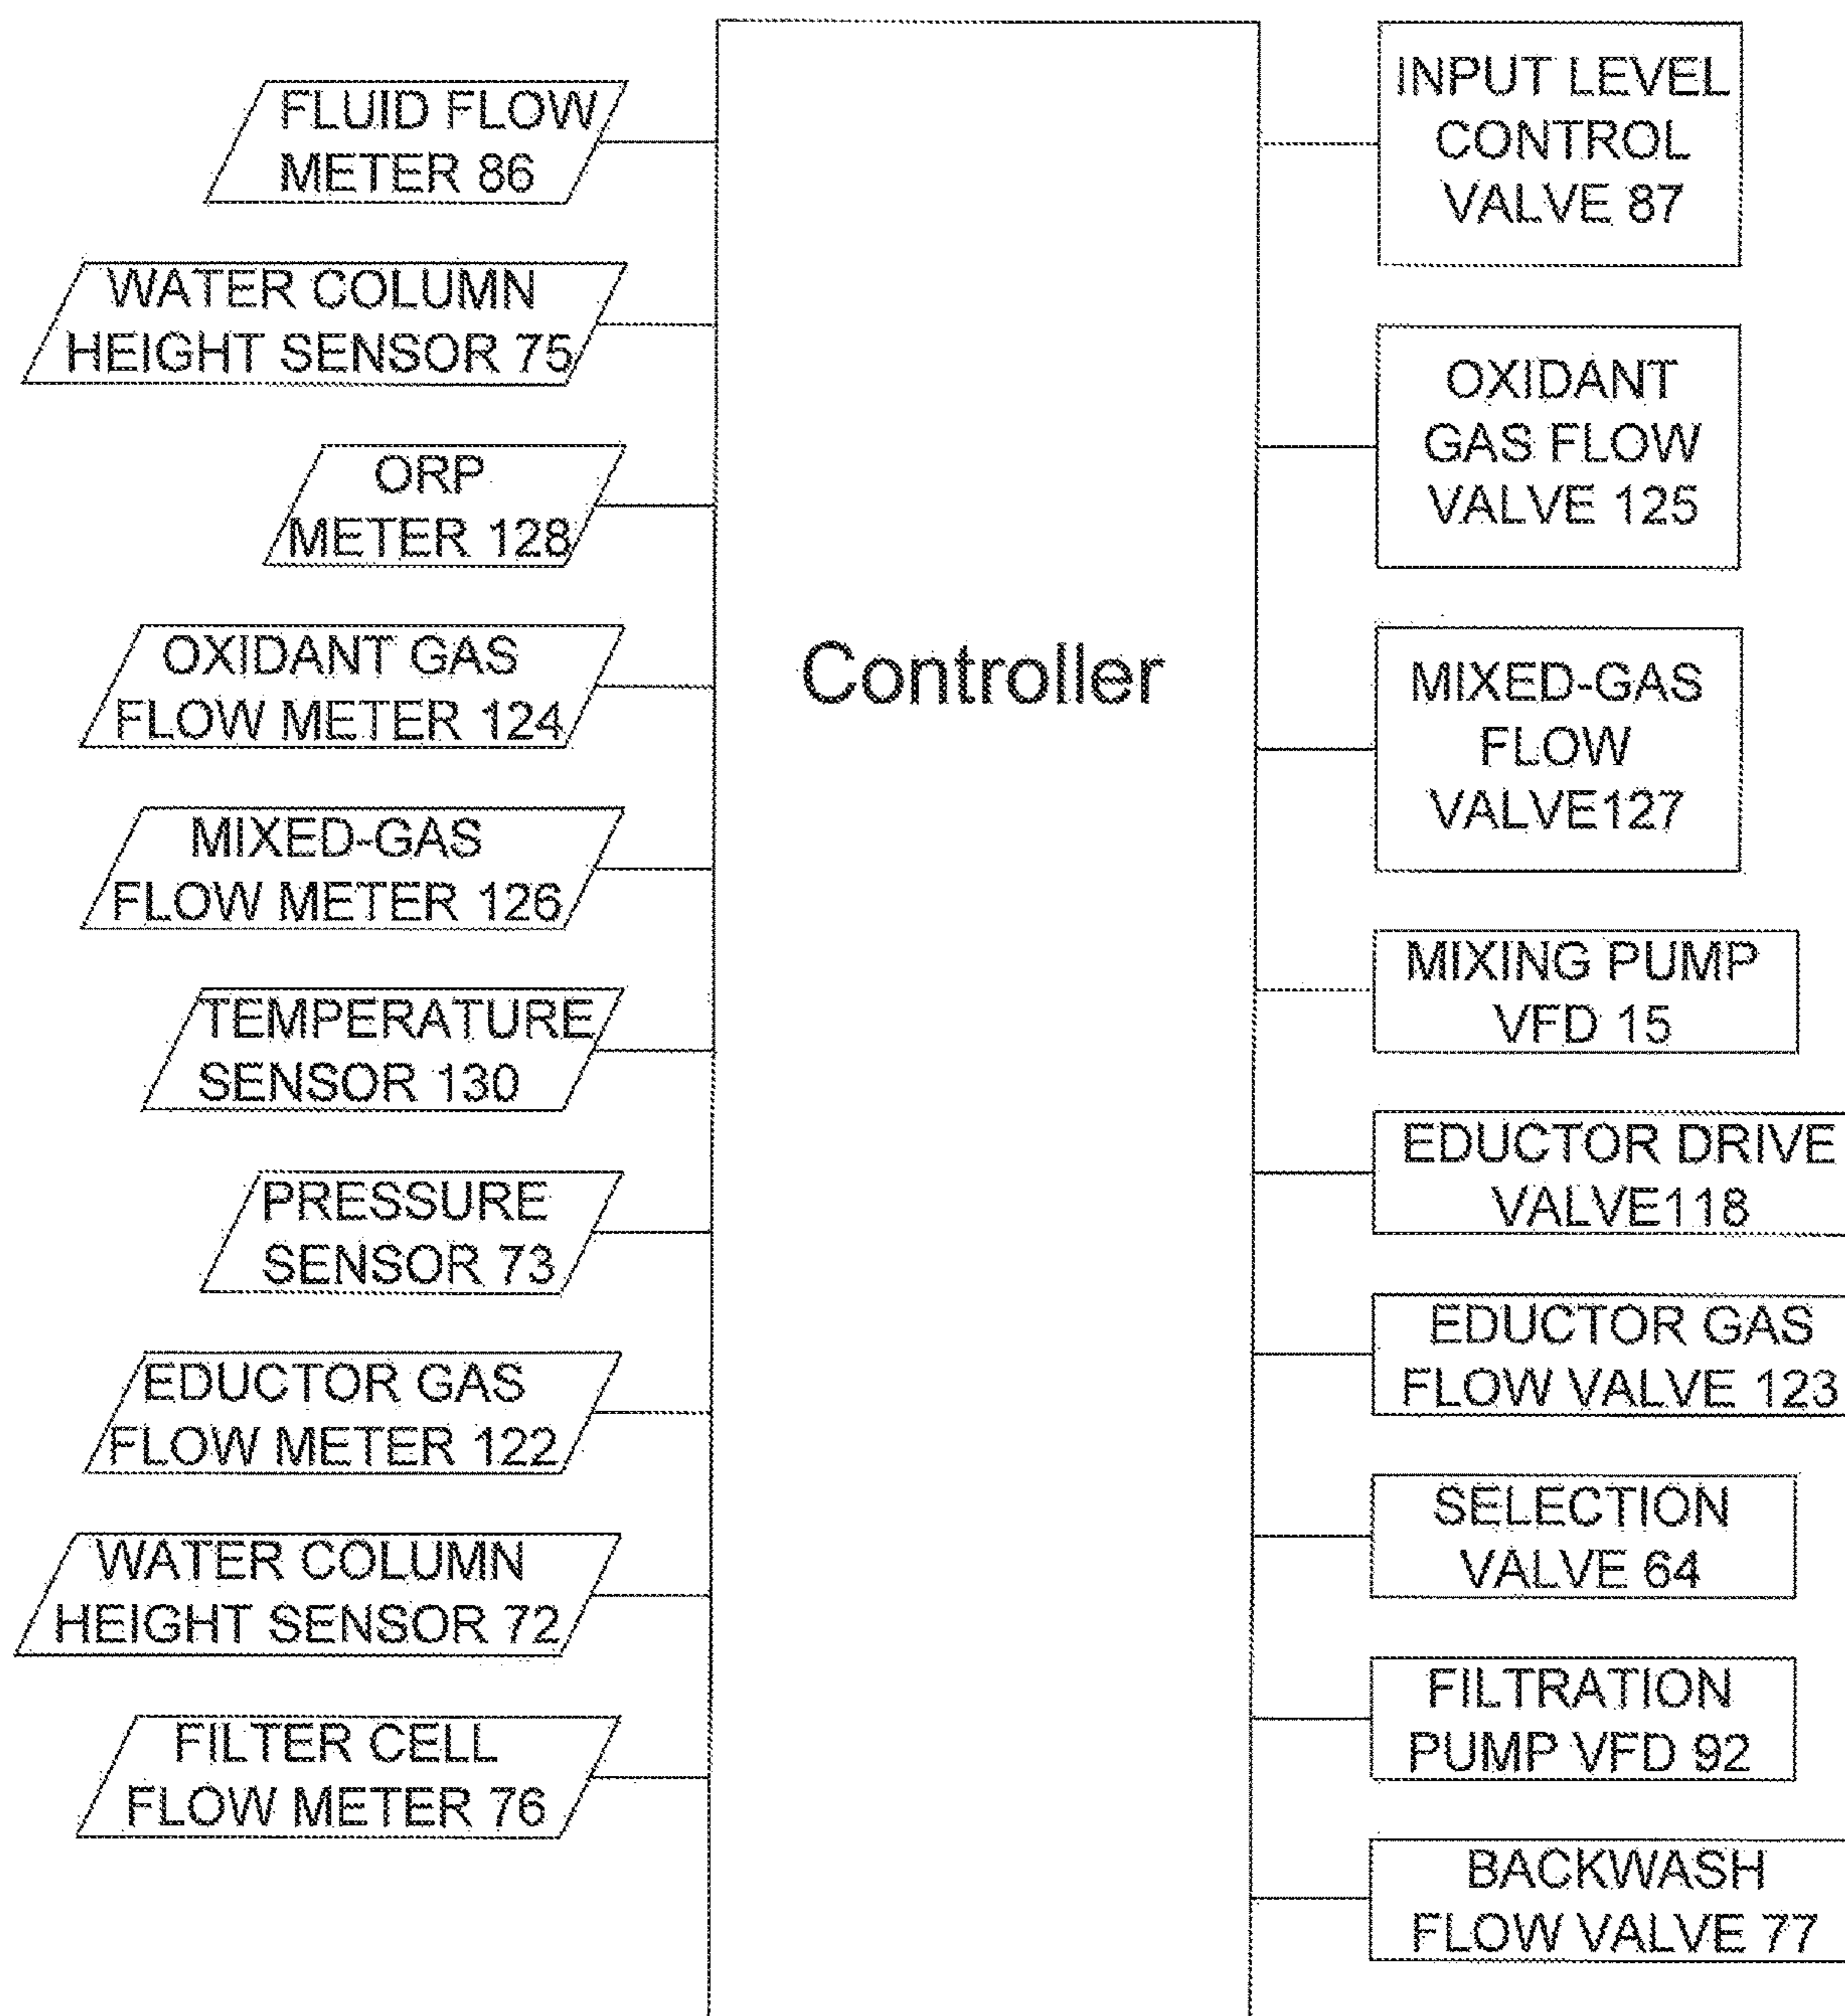 FLUID FLOW
METER 86
WATER COLUMN
HEIGHT SENSOR 75
ORP
METER 128
OXIDANT GAS
FLOW METER 124
MIXED-GAS
FLOW METER 126
TEMPERATURE
SENSOR 130
PRESSURE
SENSOR 73
EDUCTOR GAS
FLOW METER 122
WATER COLUMN
HEIGHT SENSOR 72
FILTER CELL
FLOW METER 76
Controller
INPUT LEVEL
CONTROL
VALVE 87
OXIDANT
GAS FLOW
VALVE 125
MIXED-GAS
FLOW
VALVE127
MIXING PUMP
VFD 15
EDUCTOR DRIVE
VALVE118
EDUCTOR GAS
FLOW VALVE 123
SELECTION
VALVE 64
FILTRATION
PUMP VFD 92
BACKWASH
FLOW VALVE 77